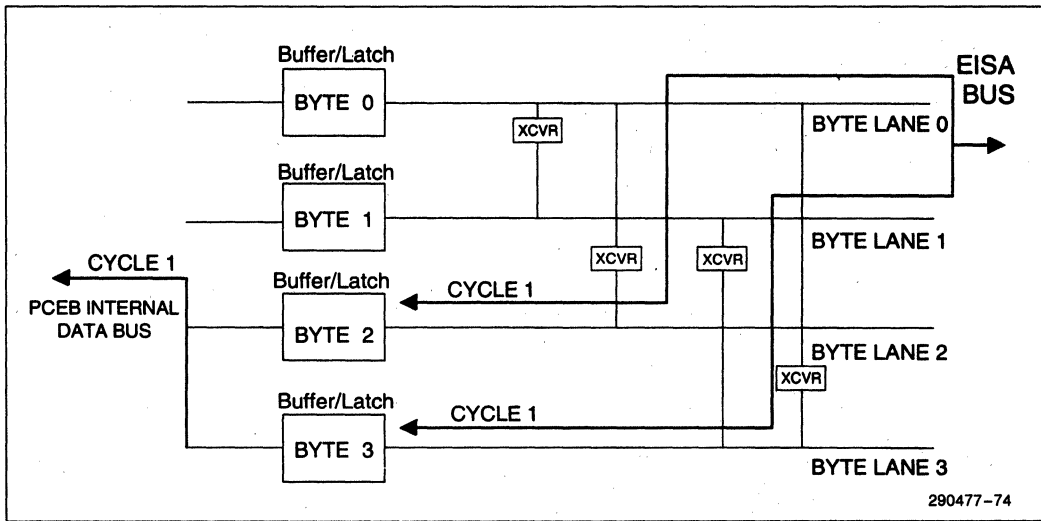 Buffer/Latch
BYTE 0
EISA
BUS
XCVR
BYTE LANE 0
Buffer/Latch
BYTE 1
BYTE LANE 1
CYCLE 1
PCEB INTERNAL
DATA BUS
Buffer/Latch
BYTE 2
CYCLE 1
XCVR
XCVR
BYTE LANE 2
XCVR
Buffer/Latch
BYTE 3
CYCLE 1
BYTE LANE 3
290477-74